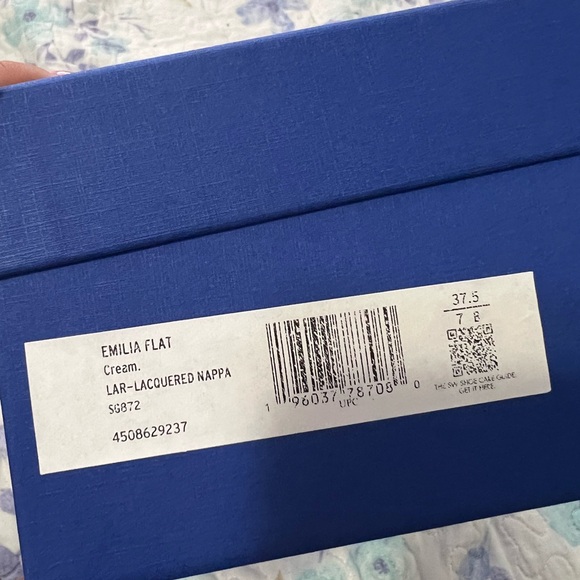 EMILIA FLAT
Cream.
LAR-LACQUERED NAPPA
SG872
4508629237
1 96037 78708 0
UPC
37.5
7 B
THE SW SHOE CARE GUIDE.
GET IT HERE.